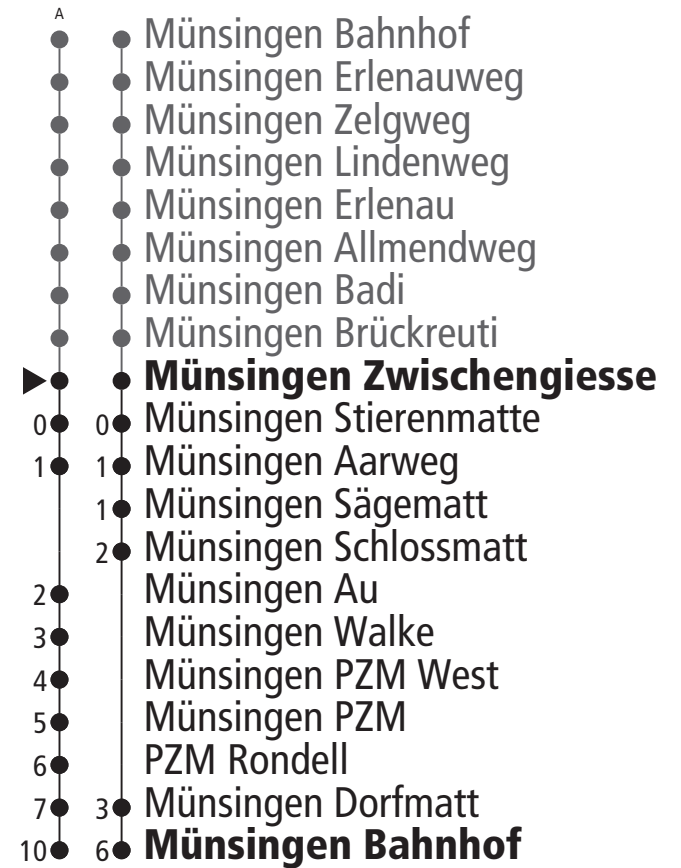 A
Münsingen Bahnhof
Münsingen Erlenauweg
Münsingen Zelgweg
Münsingen Lindenweg
Münsingen Erlenau
Münsingen Allmendweg
Münsingen Badi
Münsingen Brückreuti
Münsingen Zwischengiesse
0 0 Münsingen Stierenmatte
1 1 Münsingen Aarweg
1 Münsingen Sägematt
2 Münsingen Schlossmatt
2 Münsingen Au
3 Münsingen Walke
4 Münsingen PZM West
5 Münsingen PZM
6 PZM Rondell
7 3 Münsingen Dorfmatt
10 6 Münsingen Bahnhof